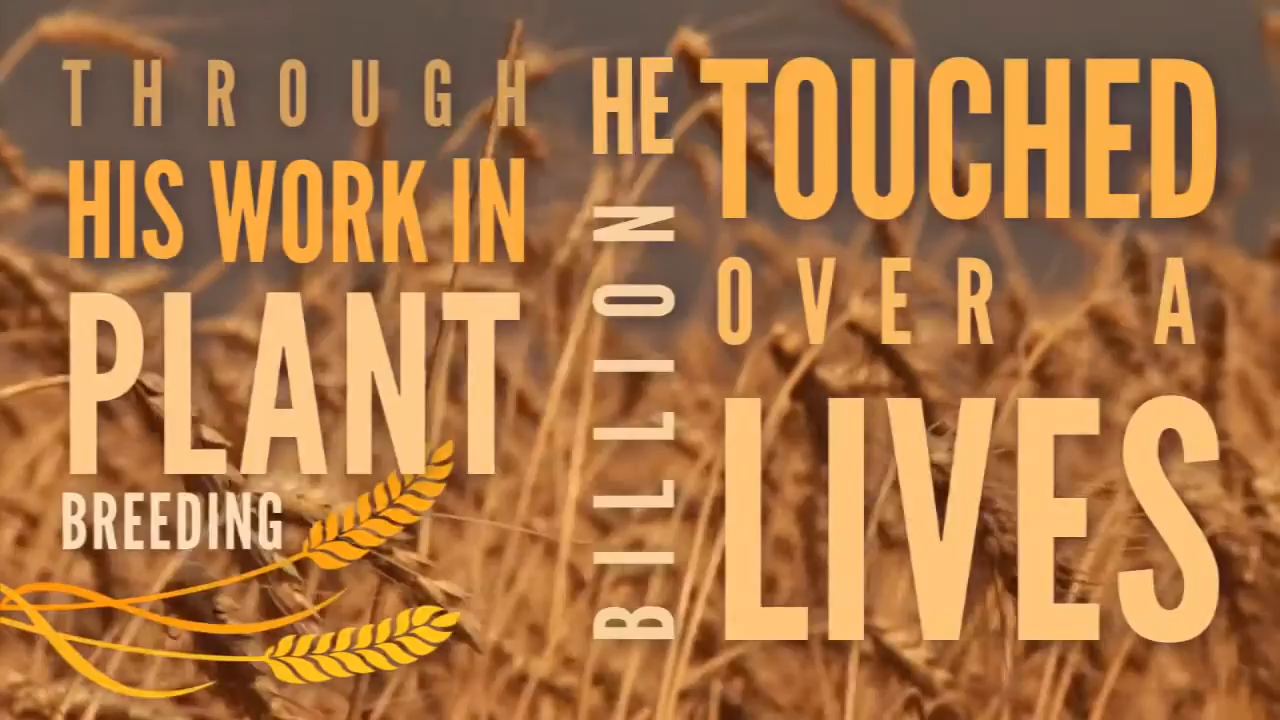 THROUGH
HIS WORK IN
PLANT
BREEDING
HE TOUCHED
OVER A
BILLION
LIVES